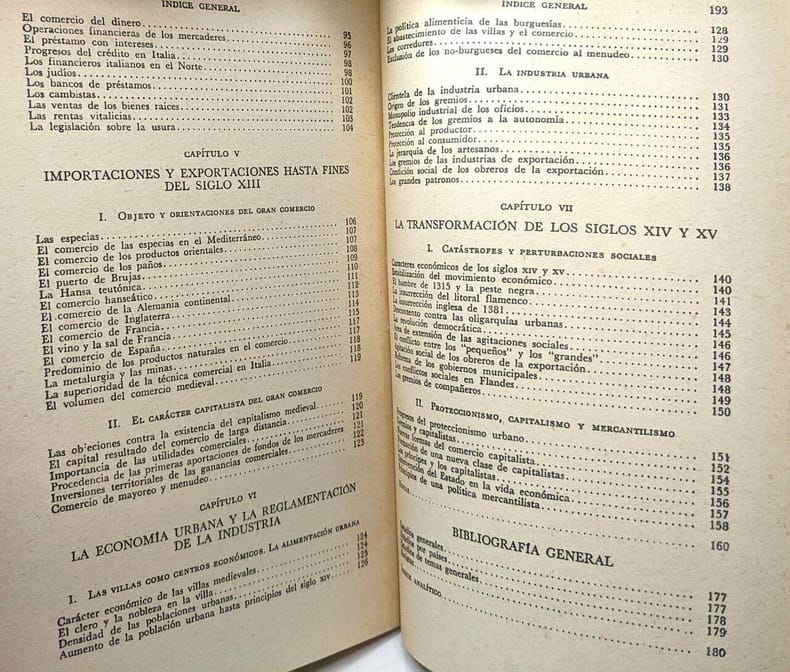 INDICE GENERAL
El comercio del dinero 95
Operaciones financieras de los mercaderes 96
El préstamo con intereses 97
Progresos del crédito en Italia 98
Los financieros italianos en el Norte 98
Los judíos 100
Los bancos de préstamos 101
Los cambistas 102
Las ventas de los bienes raíces 102
Las rentas vitalicias 103
La legislación sobre la usura 104
CAPÍTULO V
IMPORTACIONES Y EXPORTACIONES HASTA FINES
DEL SIGLO XIII
I. OBJETO Y ORIENTACIONES DEL GRAN COMERCIO
Las especias 106
El comercio de las especias en el Mediterráneo 107
El comercio de los productos orientales 107
El comercio de los paños 108
El puerto de Brujas 109
La Hansa teutónica 110
El comercio hanseático 111
El comercio de la Alemania continental 112
El comercio de Inglaterra 113
El comercio de Francia 114
El vino y la sal de Francia 115
El comercio de España 117
Predominio de los productos naturales en el comercio 117
La metalurgia y las minas 118
La superioridad de la técnica comercial en Italia 118
El volumen del comercio medieval 119
II. EL CARÁCTER CAPITALISTA DEL GRAN COMERCIO
Las objeciones contra la existencia del capitalismo medieval 119
El capital resultado del comercio de larga distancia 120
Importancia de las utilidades comerciales 121
Procedencia de las primeras aportaciones de fondos de los mercaderes 121
Inversiones territoriales de las ganancias comerciales 122
Comercio de mayoreo y menudeo 123
CAPÍTULO VI
LA ECONOMÍA URBANA Y LA REGLAMENTACIÓN
DE LA INDUSTRIA
I. LAS VILLAS COMO CENTROS ECONÓMICOS. LA ALIMENTACIÓN URBANA
Carácter económico de las villas medievales 124
El clero y la nobleza en la villa 124
Densidad de las poblaciones urbanas 125
Aumento de la población urbana hasta principios del siglo XIV 126
INDICE GENERAL 193
La política alimenticia de las burguesías 128
El abastecimiento de las villas y el comercio 129
Los corredores 129
Exclusión de los no-burgueses del comercio al menudeo 130
II. LA INDUSTRIA URBANA
Clientela de la industria urbana 130
Origen de los gremios 131
Monopolio industrial de los oficios 133
Tendencia de los gremios a la autonomía 134
Protección al productor 135
Protección al consumidor 135
La jerarquía de los artesanos 136
Los gremios de las industrias de exportación 136
Condición social de los obreros de la exportación 137
Los grandes patronos 138
CAPÍTULO VII
LA TRANSFORMACIÓN DE LOS SIGLOS XIV Y XV
I. CATÁSTROFES Y PERTURBACIONES SOCIALES
Caracteres económicos de los siglos XIV y XV 140
Estabilización del movimiento económico 140
El hambre de 1315 y la peste negra 141
La insurrección del litoral flamenco 143
La insurrección inglesa de 1381 144
Descontento contra las oligarquías urbanas 145
La revolución democrática 146
Área de extensión de las agitaciones sociales 146
El conflicto entre los "pequeños" y los "grandes" 147
Agitación social de los obreros de la exportación 148
Reforma de los gobiernos municipales 148
Los conflictos sociales en Flandes 149
Los gremios de compañeros 150
II. PROTECCIONISMO, CAPITALISMO Y MERCANTILISMO
Progresos del proteccionismo urbano 151
Gremios y capitalistas 152
Nuevas formas del comercio capitalista 154
Formación de una nueva clase de capitalistas 155
Los príncipes y los capitalistas 156
Intervención del Estado en la vida económica 157
Principios de una política mercantilista 158
160
BIBLIOGRAFÍA GENERAL
Estudios generales 177
Estudios por países 177
Estudios de temas generales 178
179
ÍNDICE ANALÍTICO 180